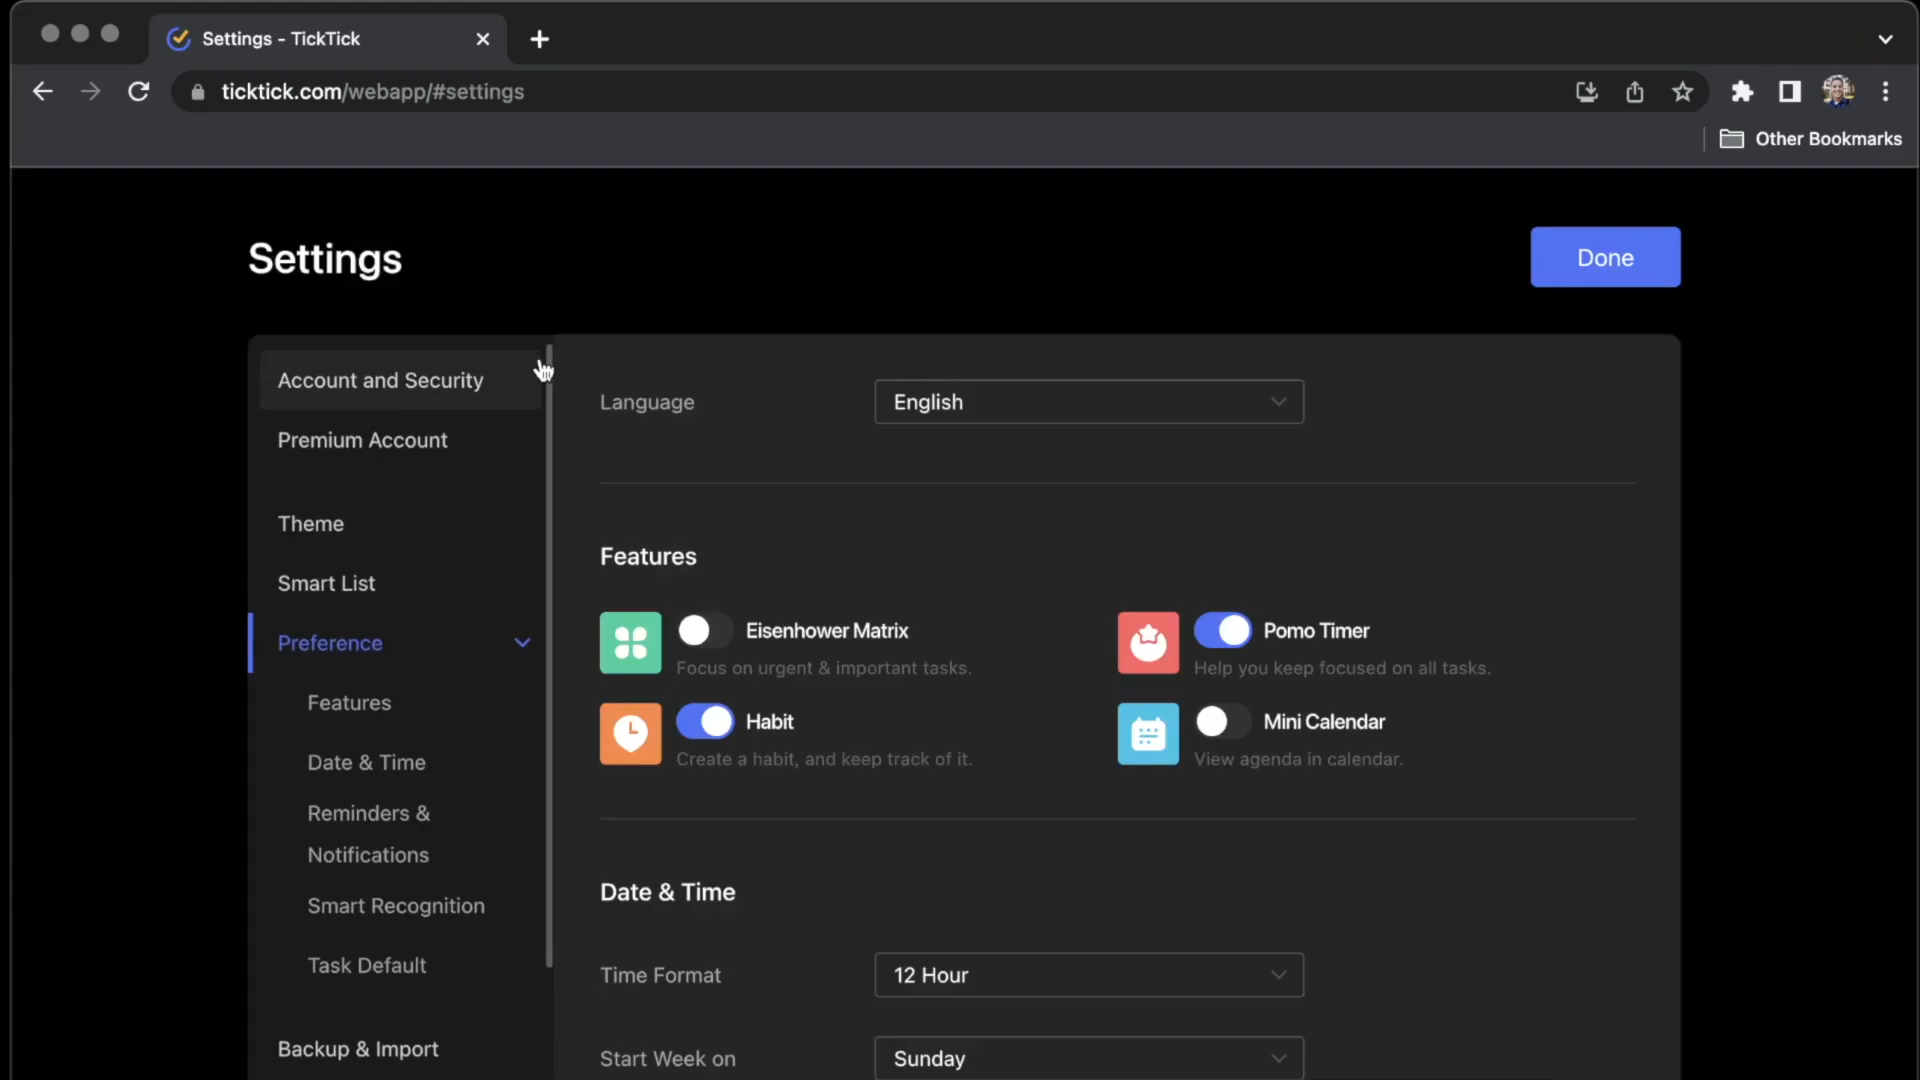 Settings - TickTick
ticktick.com/webapp/#settings
Other Bookmarks
Settings
Done
Account and Security
Premium Account
Theme
Smart List
Preference
Features
Date & Time
Reminders &
Notifications
Smart Recognition
Task Default
Backup & Import
Language
English
Features
Eisenhower Matrix
Focus on urgent & important tasks.
Pomo Timer
Help you keep focused on all tasks.
Habit
Create a habit, and keep track of it.
Mini Calendar
View agenda in calendar.
Date & Time
Time Format
12 Hour
Start Week on
Sunday